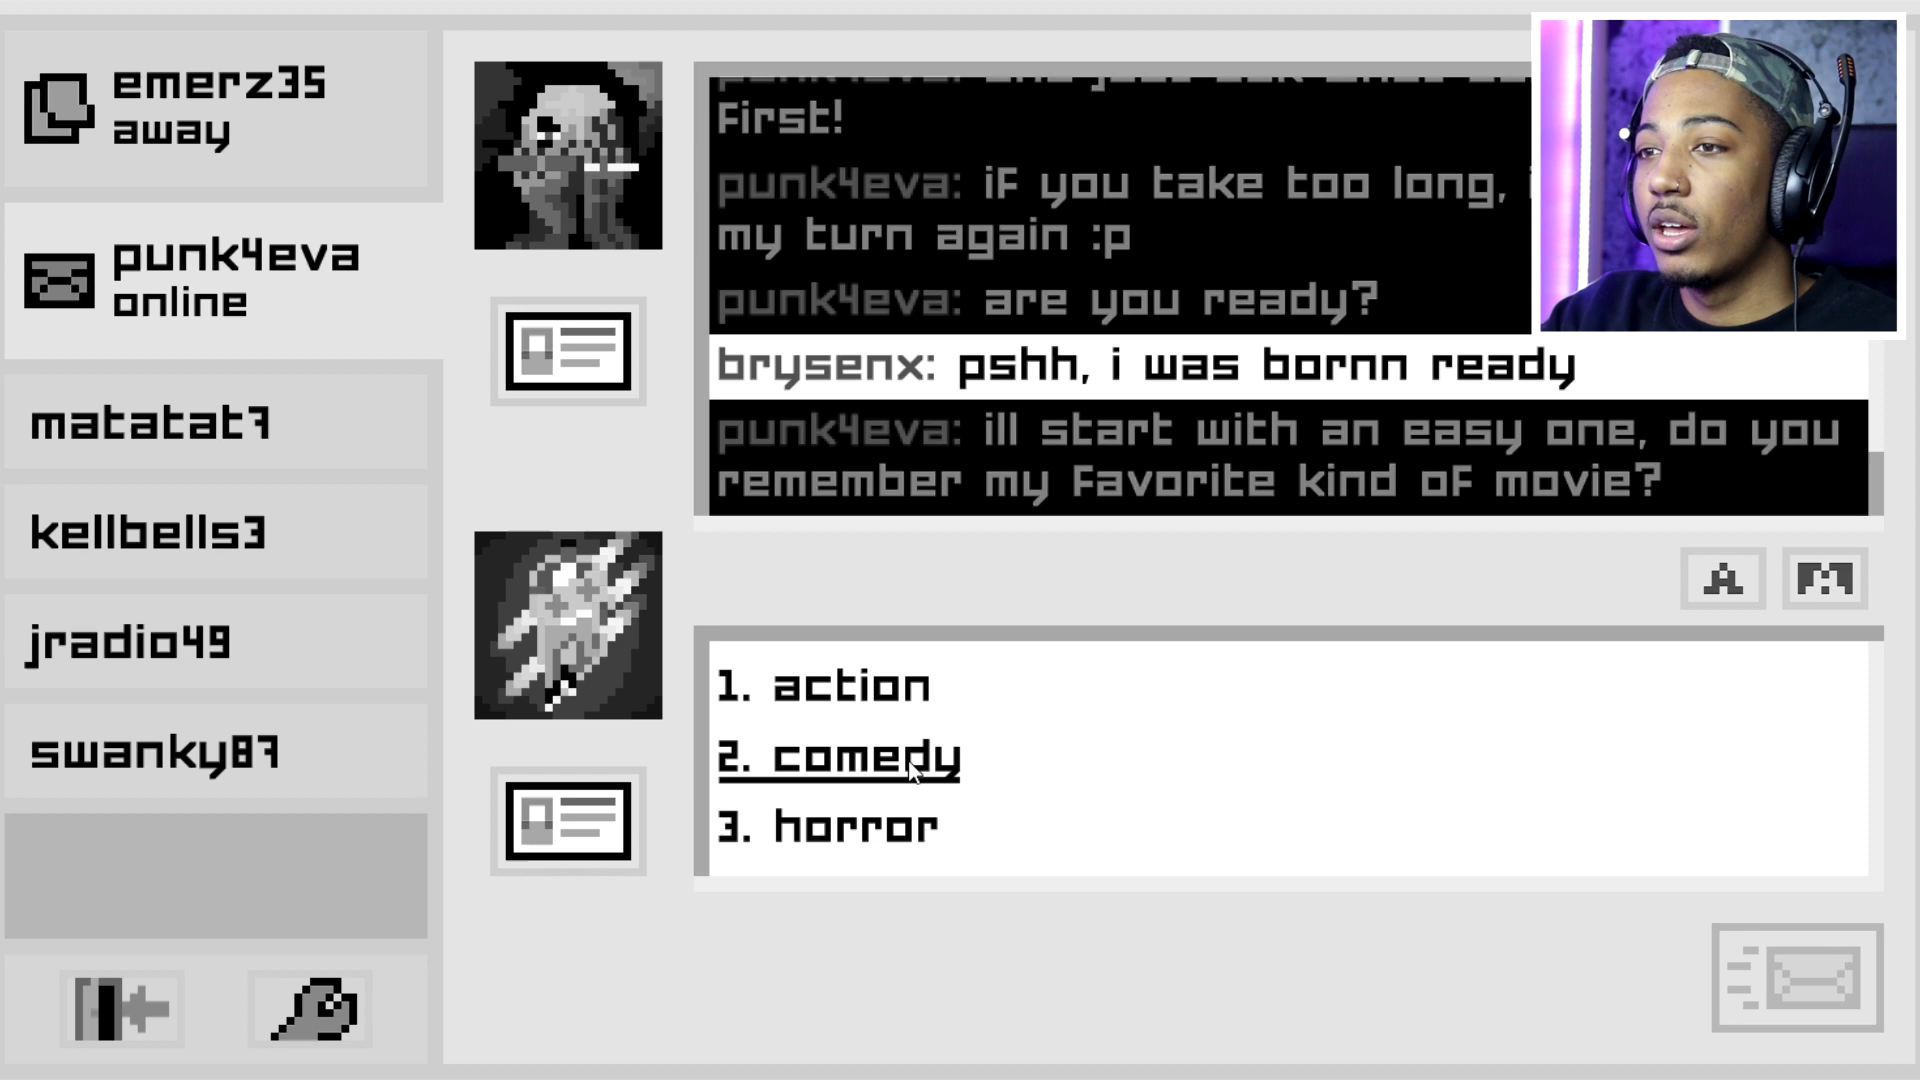 emerz35
away
punk4eva
online
matatat7
kellbells3
jradio49
swanky87
First!
punk4eva: if you take too long,
my turn again :p
punk4eva: are you ready?
brysenx: pshh, i was bornn ready
punk4eva: ill start with an easy one, do you
remember my favorite kind of movie?
A M
1. action
2. comedy
3. horror